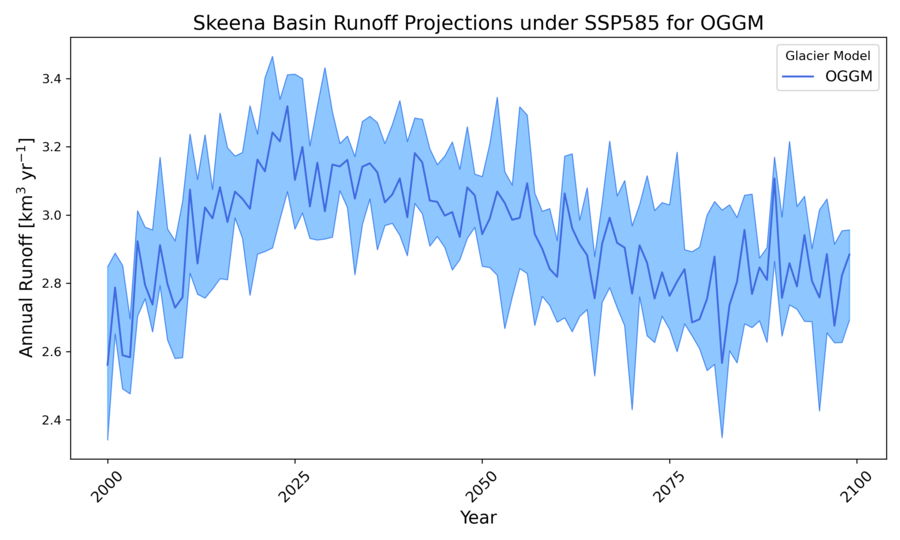 Skeena Basin Runoff Projections under SSP585 for OGGM
Glacier Model
OGGM
Annual Runoff [km³ yr⁻¹]
3.4
3.2
3.0
2.8
2.6
2.4
2000
2025
2050
2075
2100
Year